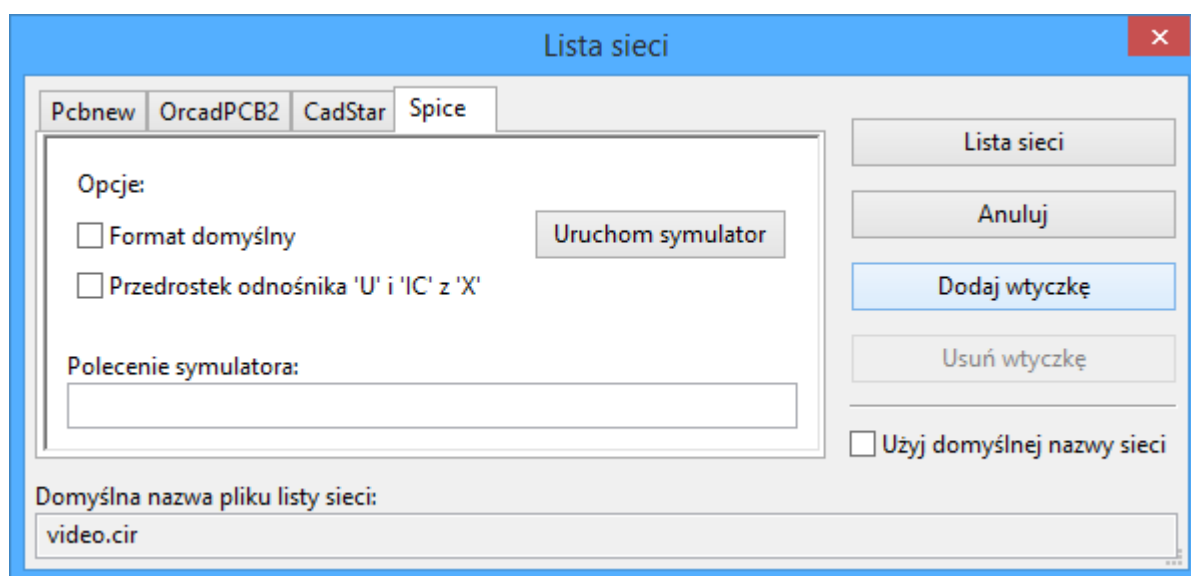 Lista sieci
Pcbnew OrcadPCB2 CadStar Spice
Opcje:
Format domyślny
Uruchom symulator
Przedrostek odnośnika 'U' i 'IC' z 'X'
Polecenie symulatora:
Lista sieci
Anuluj
Dodaj wtyczkę
Usuń wtyczkę
Użyj domyślnej nazwy sieci
Domyślna nazwa pliku listy sieci:
video.cir